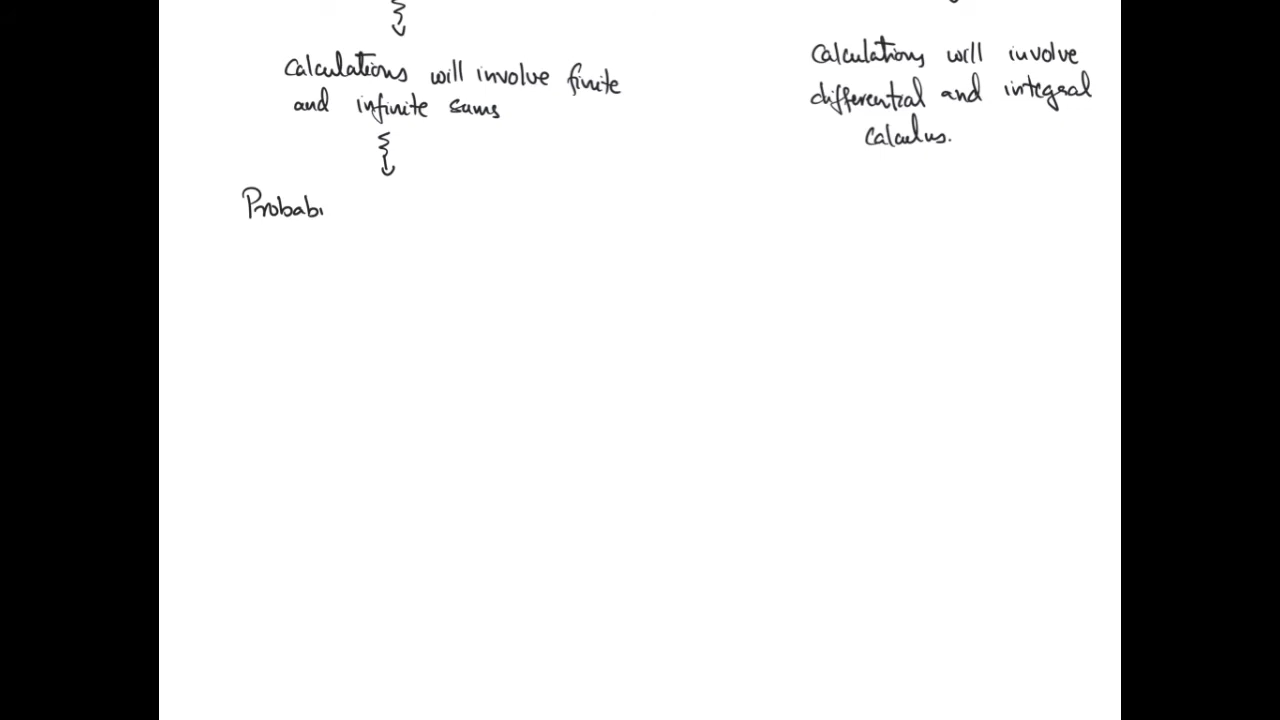 Calculations will involve finite
and infinite sums
Calculations will involve
differential and integral
calculus.
Probabi